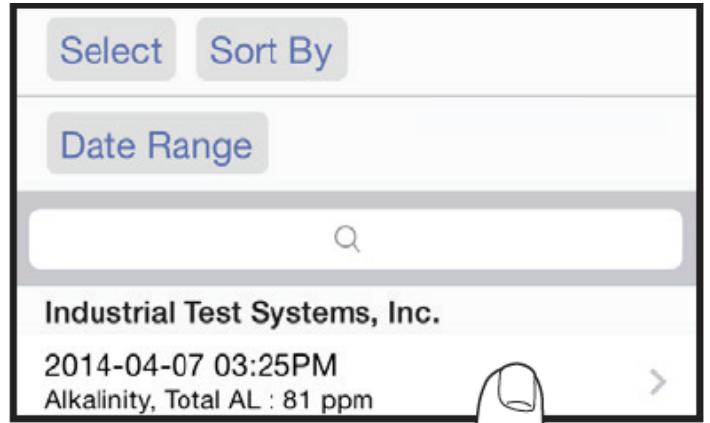 Select Sort By
Date Range
Industrial Test Systems, Inc.
2014-04-07 03:25PM
Alkalinity, Total AL : 81 ppm